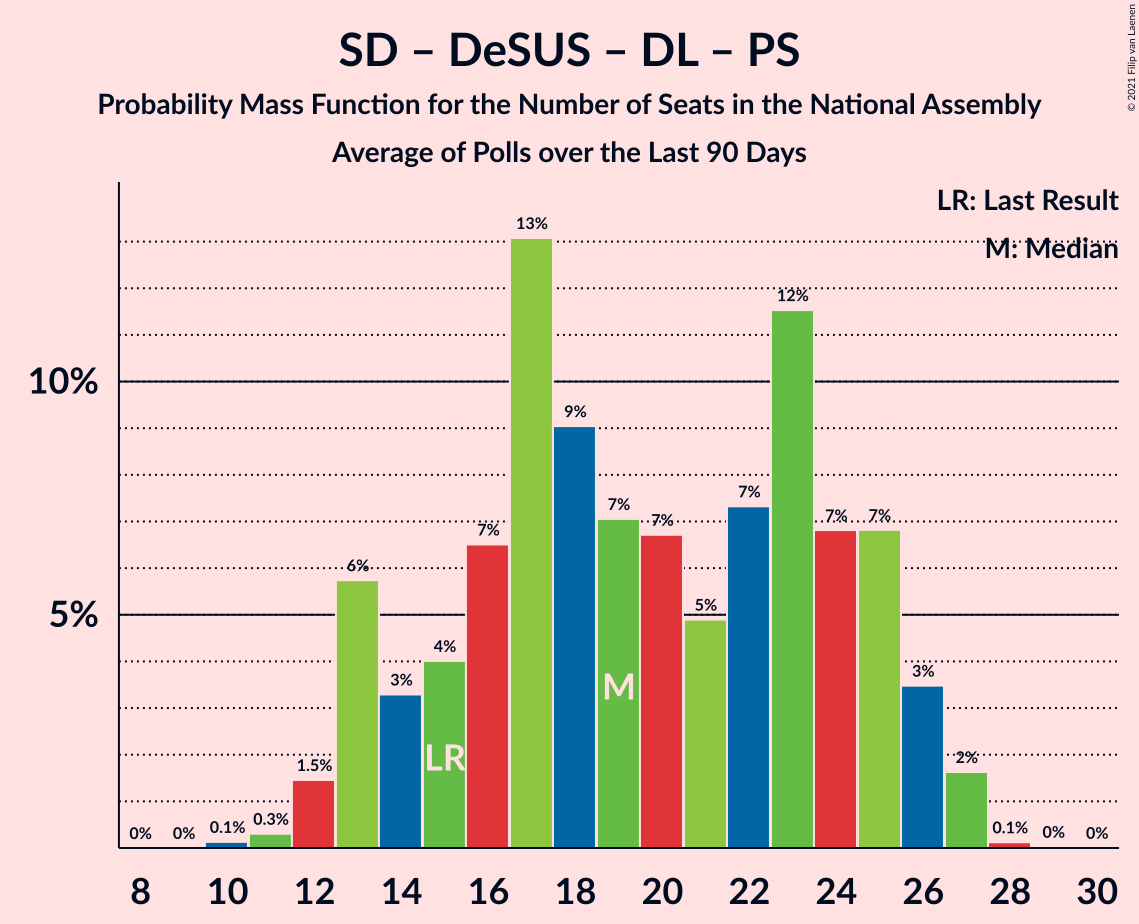 SD – DeSUS – DL – PS
Probability Mass Function for the Number of Seats in the National Assembly
Average of Polls over the Last 90 Days
© 2021 Filip van Laenen
LR: Last Result
M: Median
10%
5%
0%
0%
0.1%
0.3%
1.5%
6%
3%
4%
7%
13%
9%
7%
7%
5%
7%
12%
7%
7%
3%
2%
0.1%
0%
0%
LR
M
8 10 12 14 16 18 20 22 24 26 28 30